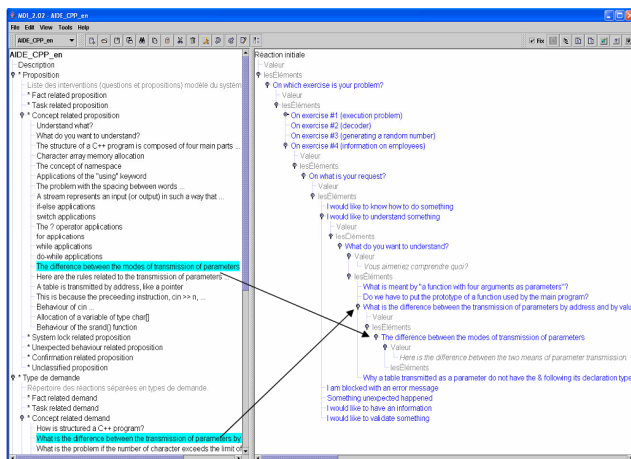 MDI_2.02 - AIDE_CPP_en
File Edit View Tools Help
AIDE_CPP_en
Fix
AIDE_CPP_en
Description
* Proposition
Liste des interventions (questions et propositions) modèle du systèm
* Fact related proposition
* Task related proposition
* Concept related proposition
Understand what?
What do you want to understand?
The structure of a C++ program is composed of four main parts ...
Character array memory allocation
The concept of namespace
Applications of the "using" keyword
The problem with the spacing between words ...
A stream represents an input (or output) in such a way that ...
if-else applications
switch applications
The ? operator applications
for applications
while applications
do-while applications
The difference between the modes of transmission of parameters
Here are the rules related to the transmission of parameters
A table is transmitted by address, like a pointer
This is because the preceeding instruction, cin >> n, ...
Behaviour of cin ...
Allocation of a variable of type char[]
Behaviour of the srand() function
* System lock related proposition
* Unexpected behaviour related proposition
* Confirmation related proposition
* Unclassified proposition
* Type de demande
Répertoire des réactions séparées en types de demande
* Fact related demand
* Task related demand
* Concept related demand
How is structured a C++ program?
What is the difference between the transmission of parameters by
What is the problem if the number of character exceeds the limit of
Réaction initiale
Valeur
lesÉléments
On which exercise is your problem?
Valeur
lesÉléments
On exercise #1 (execution problem)
On exercise #2 (decoder)
On exercise #3 (generating a random number)
On exercise #4 (information on employees)
Valeur
lesÉléments
On what is your request?
Valeur
lesÉléments
I would like to know how to do something
I would like to understand something
Valeur
lesÉléments
What do you want to understand?
Valeur
Vous aimeriez comprendre quoi?
lesÉléments
What is meant by "a function with four arguments as parameters"?
Do we have to put the prototype of a function used by the main program?
What is the difference between the transmission of parameters by address and by valu
Valeur
lesÉléments
The difference between the modes of transmission of parameters
Valeur
Here is the difference between the two means of parameter transmission:
lesÉléments
Why a table transmitted as a parameter do not have the & following its declaration type
I am blocked with an error message
Something unexpected happened
I would like to have an information
I would like to validate something